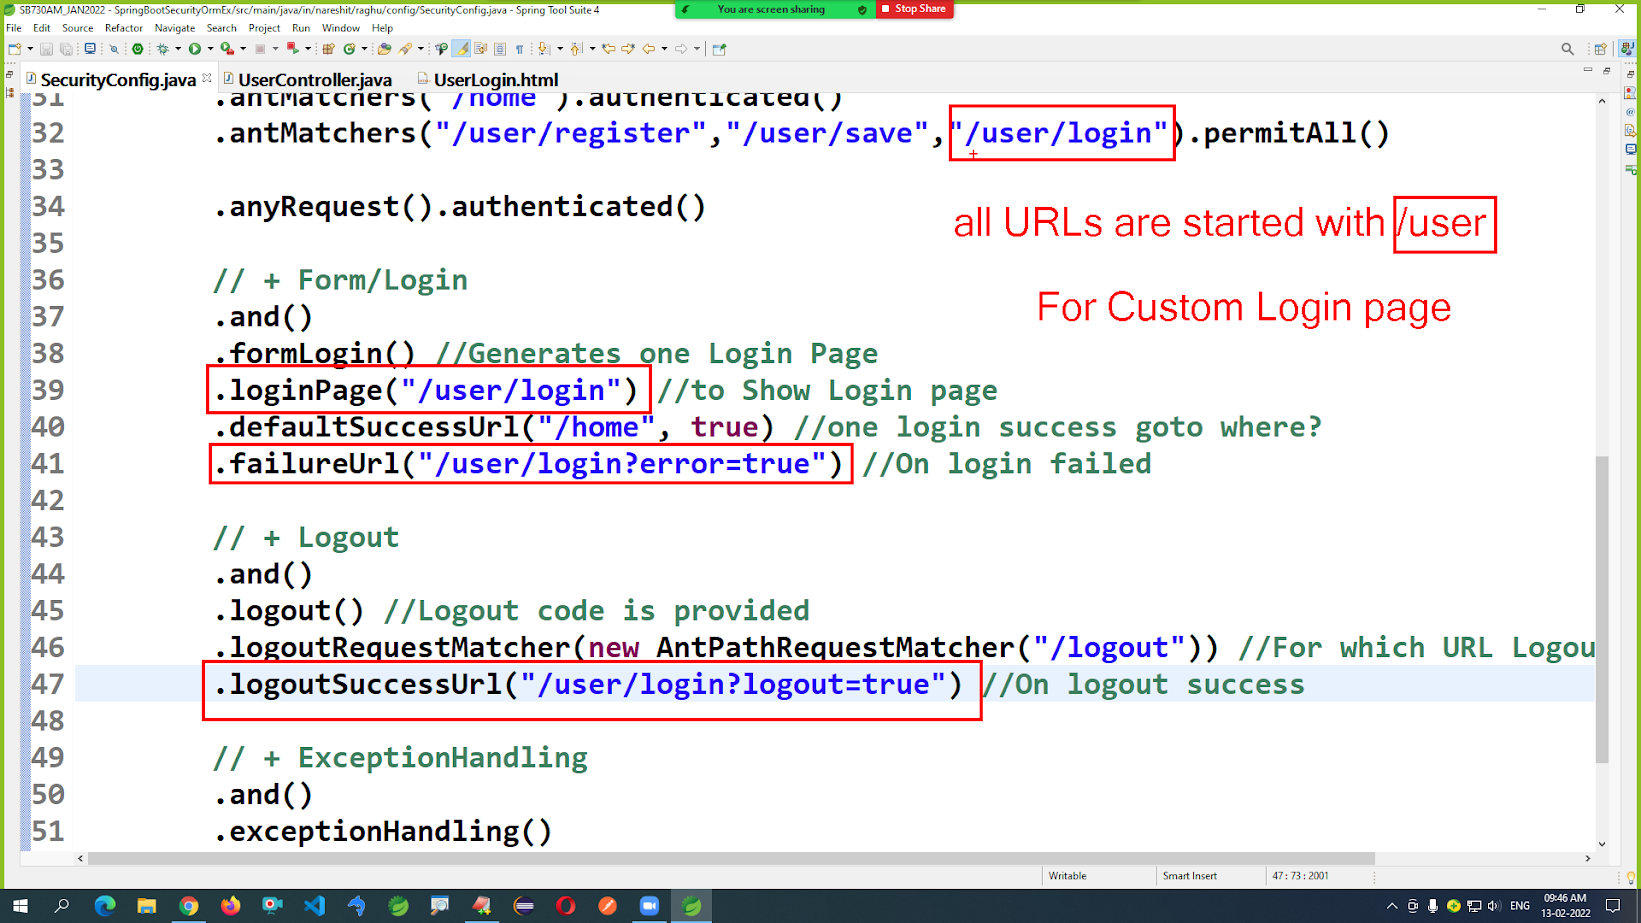 SB730AM_JAN2022 - SpringBootSecurityOrmEx/src/main/java/in/nareshit/raghu/config/SecurityConfig.java - Spring Tool Suite 4
You are screen sharing
Stop Share
File Edit Source Refactor Navigate Search Project Run Window Help
SecurityConfig.java
UserController.java
UserLogin.html
51 .antMatchers("/home").authenticated()
32 .antMatchers("/user/register","/user/save","/user/login").permitAll()
33
34 .anyRequest().authenticated()
all URLs are started with /user
35
36 // + Form/Login
For Custom Login page
37 .and()
38 .formLogin() //Generates one Login Page
39 .loginPage("/user/login") //to Show Login page
40 .defaultSuccessUrl("/home", true) //one login success goto where?
41 .failureUrl("/user/login?error=true") //On login failed
42
43 // + Logout
44 .and()
45 .logout() //Logout code is provided
46 .logoutRequestMatcher(new AntPathRequestMatcher("/logout")) //For which URL Logou
47 .logoutSuccessUrl("/user/login?logout=true") //On logout success
48
49 // + ExceptionHandling
50 .and()
51 .exceptionHandling()
Writable
Smart Insert
47 : 73 : 2001
ENG
09:46 AM
13-02-2022